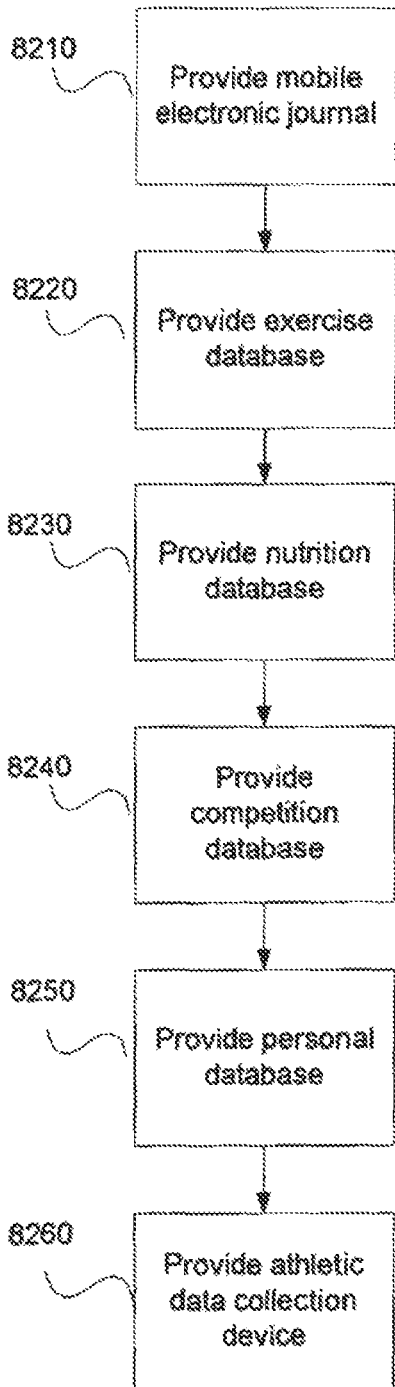 8210
Provide mobile
electronic journal
8220
Provide exercise
database
8230
Provide nutrition
database
8240
Provide
competition
database
8250
Provide personal
database
8260
Provide athletic
data collection
device